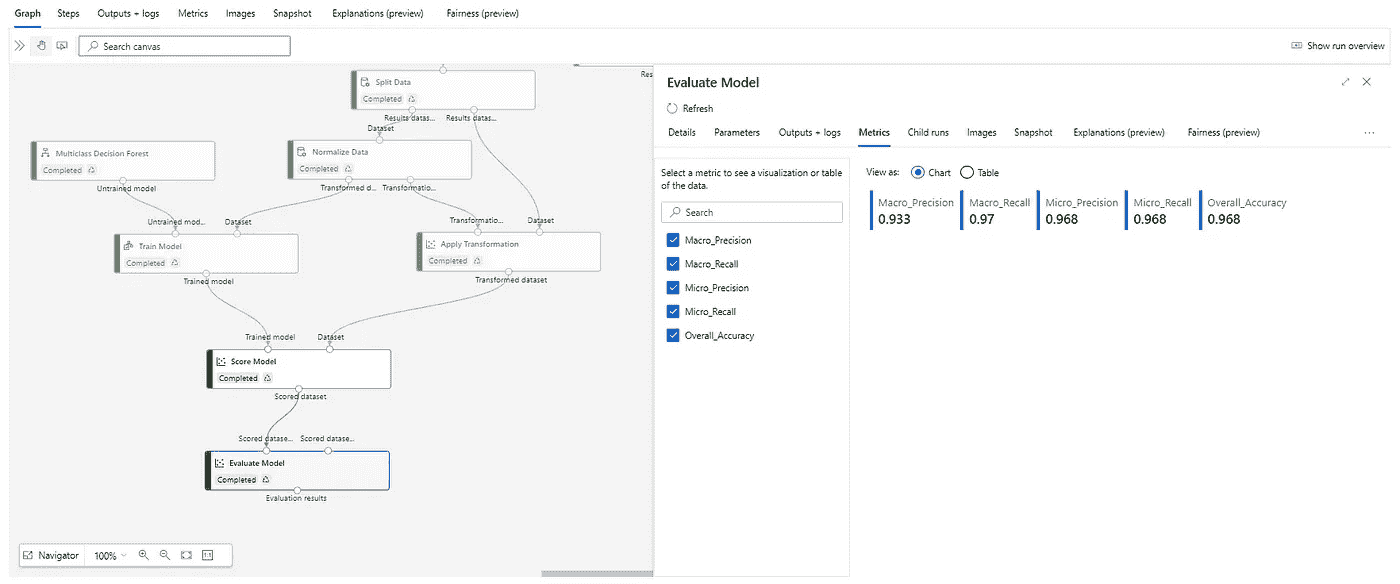 Graph Steps Outputs + logs Metrics Images Snapshot Explanations (preview) Fairness (preview)
Search canvas
Show run overview
Split Data
Completed
Results datas... Results datas...
Res
Dataset
Multiclass Decision Forest
Completed
Untrained model
Normalize Data
Completed
Transformed d... Transformatio...
Untrained mod... Dataset
Transformatio... Dataset
Train Model
Completed
Trained model
Apply Transformation
Completed
Transformed dataset
Trained model Dataset
Score Model
Completed
Scored dataset
Scored datase... Scored datase...
Evaluate Model
Completed
Evaluation results
Navigator 100% 1:1
Evaluate Model
Refresh
Details Parameters Outputs + logs Metrics Child runs Images Snapshot Explanations (preview) Fairness (preview) ...
Select a metric to see a visualization or table
of the data.
Search
Macro_Precision
Macro_Recall
Micro_Precision
Micro_Recall
Overall_Accuracy
View as: Chart Table
Macro_Precision Macro_Recall Micro_Precision Micro_Recall Overall_Accuracy
0.933 0.97 0.968 0.968 0.968